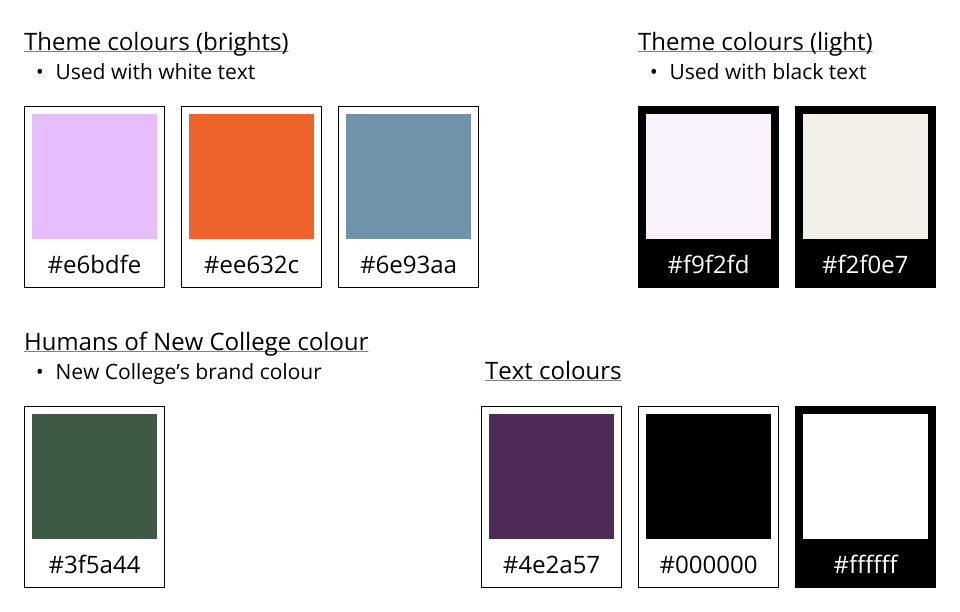 Theme colours (brights)
• Used with white text
#e6bdfe
#ee632c
#6e93aa
Theme colours (light)
• Used with black text
#f9f2fd
#f2f0e7
Humans of New College colour
• New College’s brand colour
#3f5a44
Text colours
#4e2a57
#000000
#ffffff